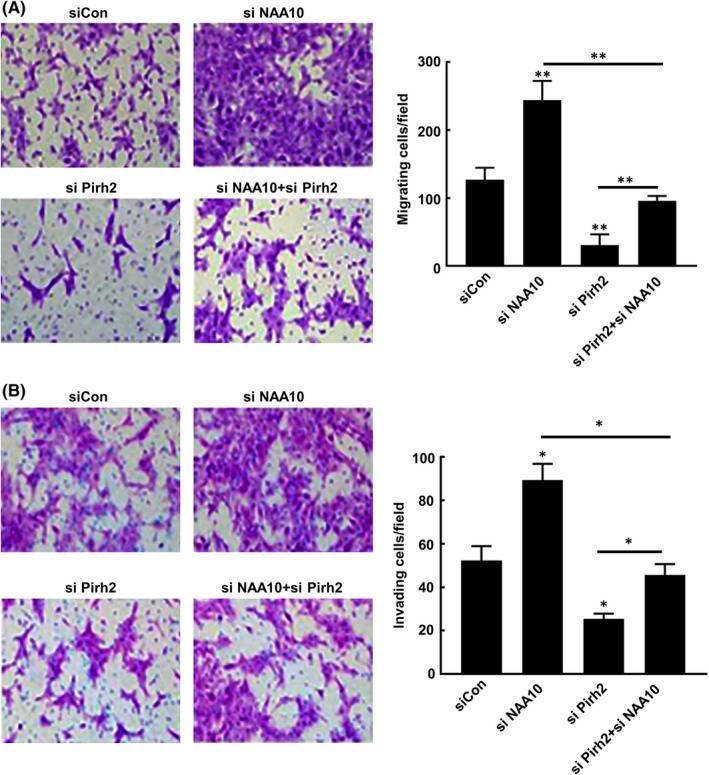 (A)
siCon
si NAA10
si Pirh2
si NAA10+si Pirh2
Migrating cells/field
300
200
100
0
**
**
**
**
siCon
si NAA10
si Pirh2
si Pirh2+si NAA10
(B)
siCon
si NAA10
si Pirh2
si NAA10+si Pirh2
Invading cells/field
100
80
60
40
20
0
*
*
*
*
siCon
si NAA10
si Pirh2
si Pirh2+si NAA10